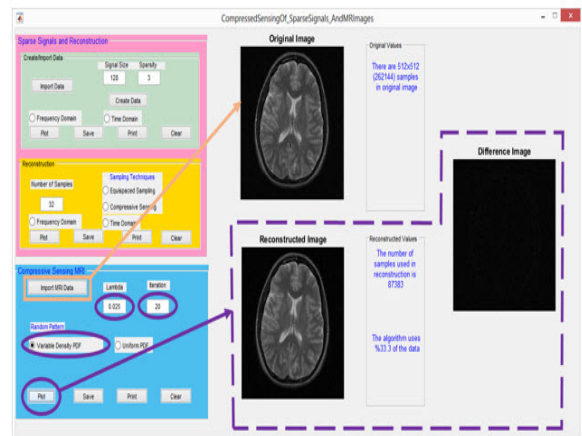 CompressedSensingOf_SparseSignals_AndMRImages
Sparse Signals and Reconstruction
Create/Import Data
Signal Size
Sparsity
Import Data
128
3
Create Data
Frequency Domain
Time Domain
Plot
Save
Print
Clear
Reconstruction
Number of Samples
Sampling Techniques
Equispaced Sampling
32
Compressive Sensing
Frequency Domain
Time Domain
Plot
Save
Print
Clear
Compressive Sensing MRI
Import MRI Data
Lambda
Iteration
0.025
20
Random Pattern
Variable Density PDF
Uniform PDF
Plot
Save
Print
Clear
Original Image
Original Values
There are 512x512
(262144) samples
in original image
Reconstructed Image
Reconstructed Values
The number of
samples used in
reconstruction is
87383
The algorithm uses
%33.3 of the data
Difference Image